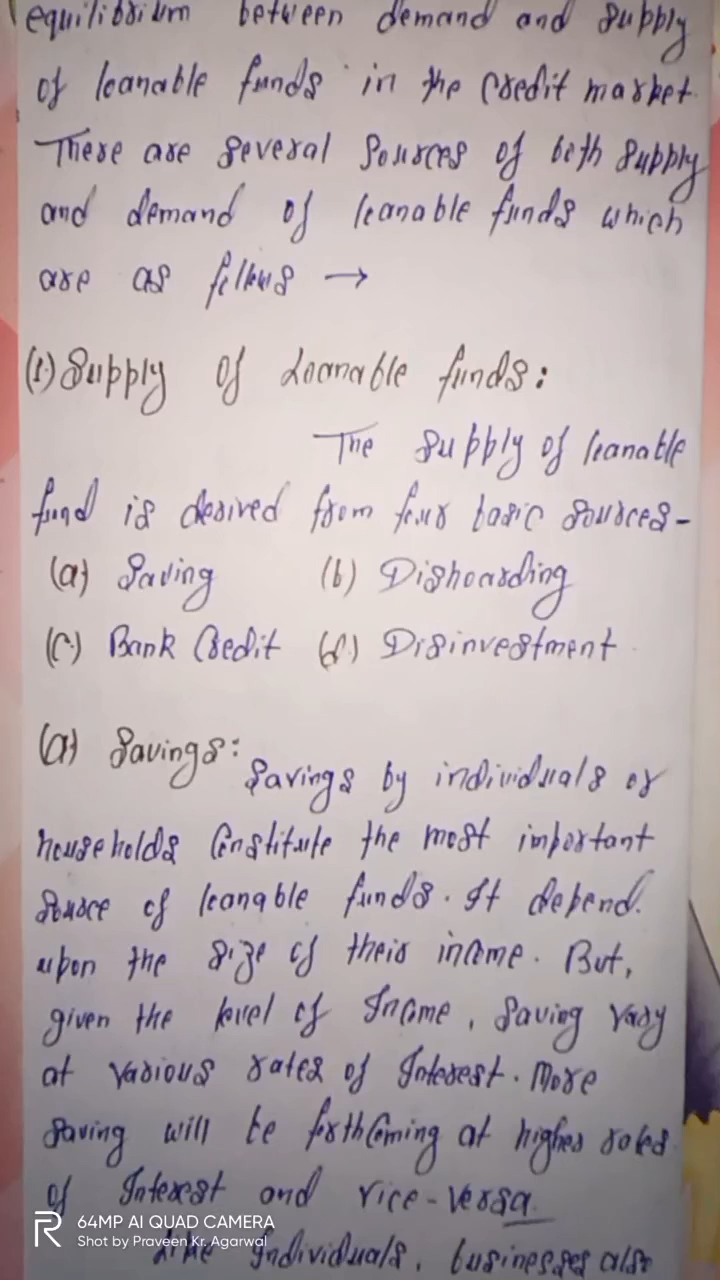 equilibrium between demand and supply
of loanable funds in the Credit market.
There are several sources of both supply
and demand of loanable funds which
are as follows →
(1) Supply of Loanable funds:
The supply of loanable
fund is derived from four basic sources-
(a) Saving (b) Dishoarding
(c) Bank Credit (d) Disinvestment.
(a) Savings:
Savings by individuals or
households Constitute the most important
source of loanable funds. It depend.
upon the size of their income. But,
given the level of Income, Saving vary
at various rates of Interest. More
saving will be forthcoming at higher rates
of Interest and vice-versa.
Like Individuals, businesses also
64MP AI QUAD CAMERA
Shot by Praveen Kr. Agarwal